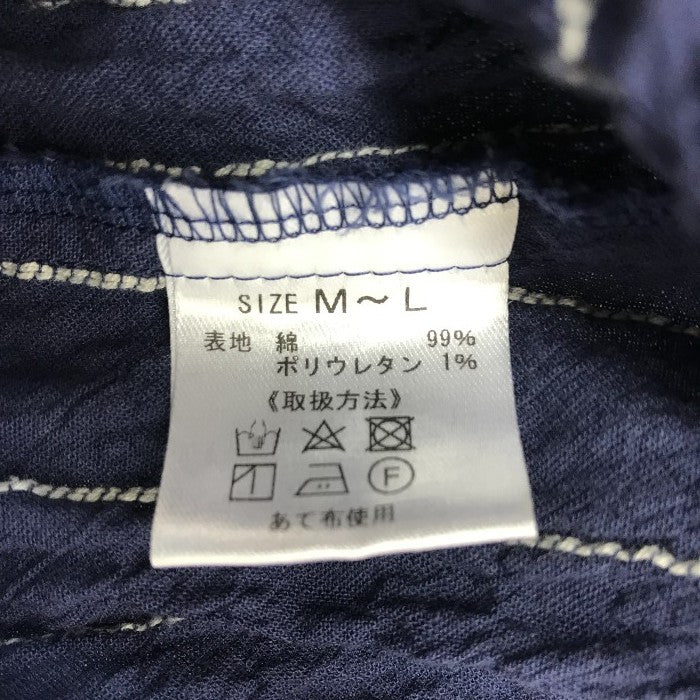 SIZE M～L
表地 綿 99%
ポリウレタン 1%
《取扱方法》
F
あて布使用